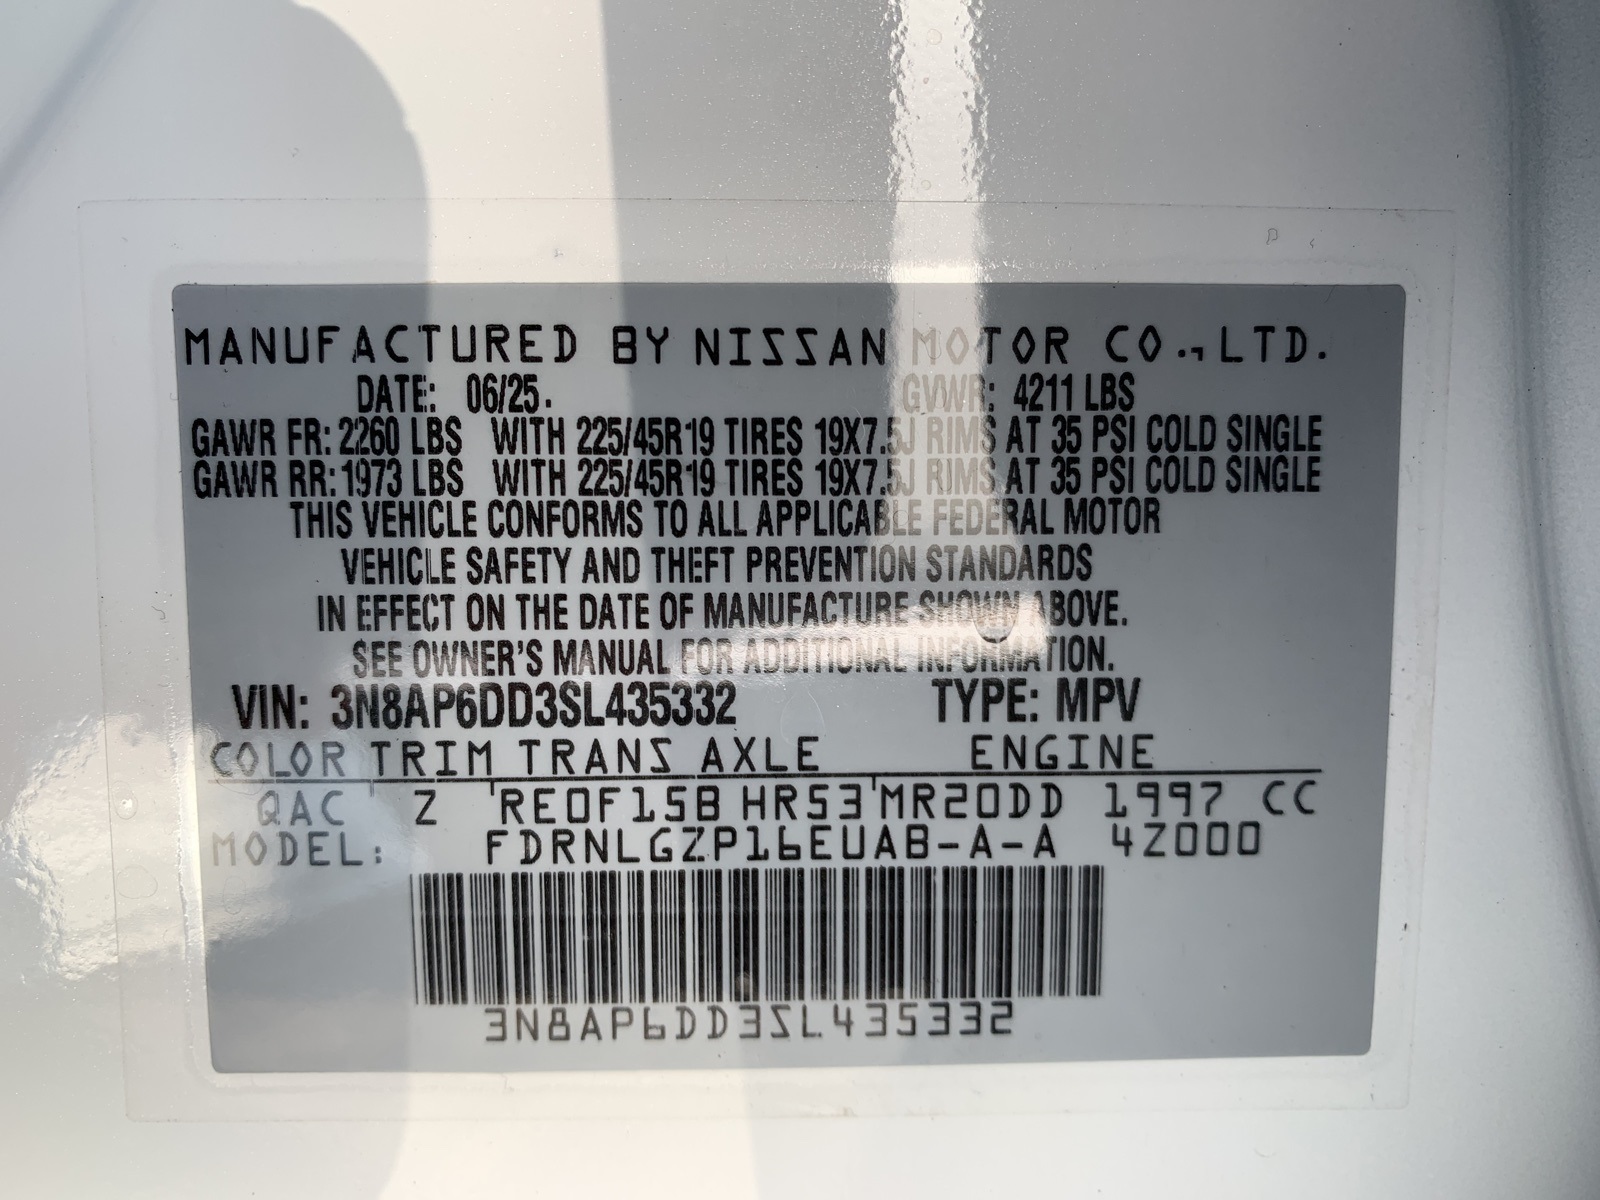 MANUFACTURED BY NISSAN MOTOR CO.,LTD.
DATE: 06/25. GVWR: 4211 LBS
GAWR FR: 2260 LBS WITH 225/45R19 TIRES 19X7.5J RIMS AT 35 PSI COLD SINGLE
GAWR RR: 1973 LBS WITH 225/45R19 TIRES 19X7.5J RIMS AT 35 PSI COLD SINGLE
THIS VEHICLE CONFORMS TO ALL APPLICABLE FEDERAL MOTOR
VEHICLE SAFETY AND THEFT PREVENTION STANDARDS
IN EFFECT ON THE DATE OF MANUFACTURE SHOWN ABOVE.
SEE OWNER'S MANUAL FOR ADDITIONAL INFORMATION.
VIN: 3N8AP6DD3SL435332 TYPE: MPV
COLOR TRIM TRANS AXLE ENGINE
QAC Z RE0F15B HR53 MR20DD 1997 CC
MODEL: FDRNLGZP16EUAB-A-A 4Z000
3N8AP6DD3SL435332